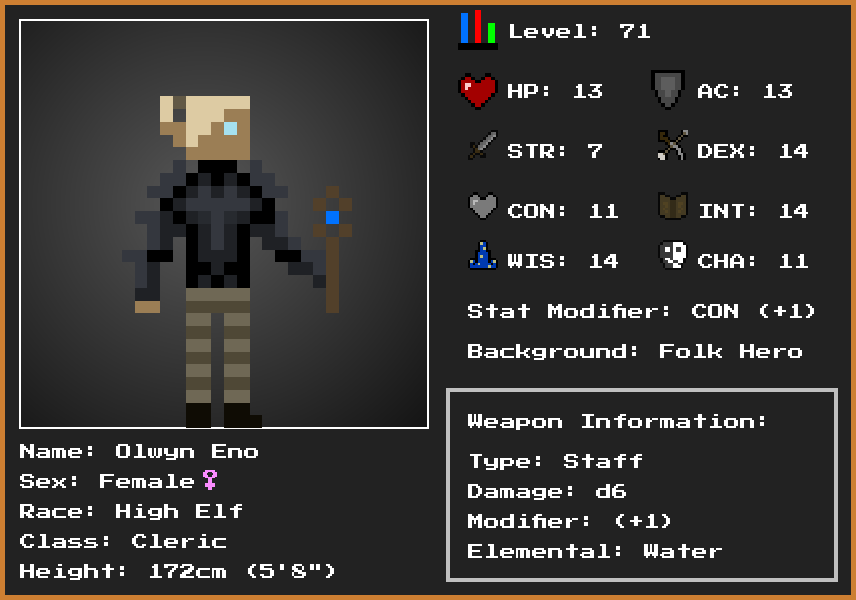 Level: 71
HP: 13
AC: 13
STR: 7
DEX: 14
CON: 11
INT: 14
WIS: 14
CHA: 11
Stat Modifier: CON (+1)
Background: Folk Hero
Weapon Information:
Type: Staff
Damage: d6
Modifier: (+1)
Elemental: Water
Name: Olwyn Eno
Sex: Female♀
Race: High Elf
Class: Cleric
Height: 172cm (5'8")